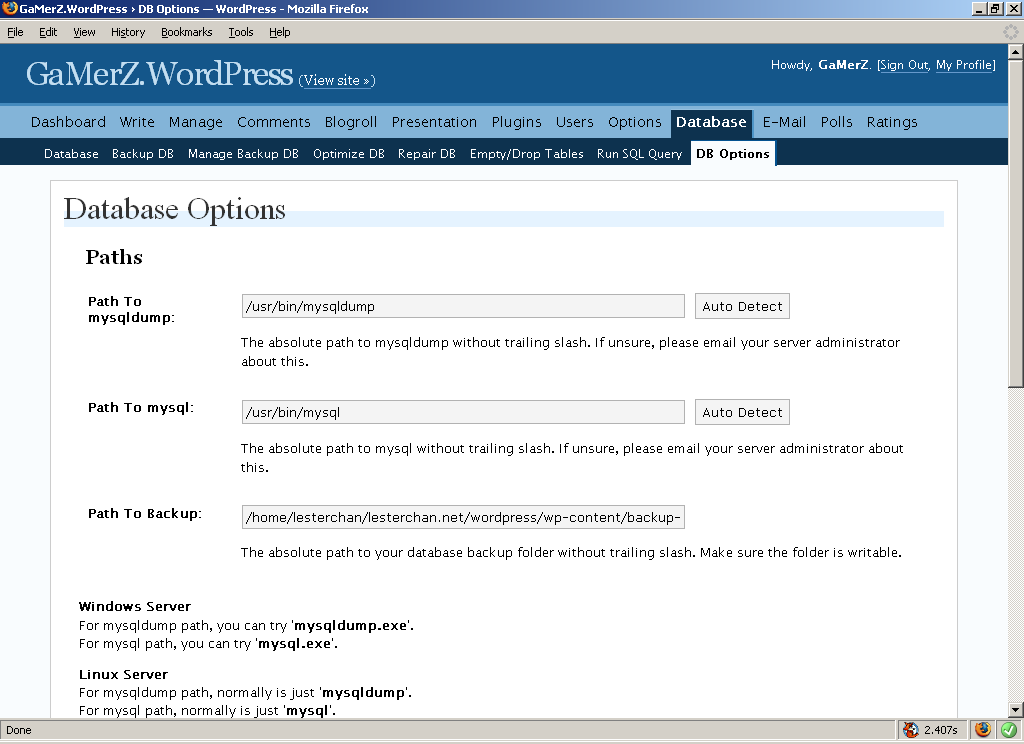 GaMerZ.WordPress › DB Options — WordPress - Mozilla Firefox
File Edit View History Bookmarks Tools Help
GaMerZ.WordPress (View site »)
Howdy, GaMerZ. [Sign Out, My Profile]
Dashboard Write Manage Comments Blogroll Presentation Plugins Users Options Database E-Mail Polls Ratings
Database Backup DB Manage Backup DB Optimize DB Repair DB Empty/Drop Tables Run SQL Query DB Options
Database Options
Paths
Path To
mysqldump:
/usr/bin/mysqldump Auto Detect
The absolute path to mysqldump without trailing slash. If unsure, please email your server administrator
about this.
Path To mysql: /usr/bin/mysql Auto Detect
The absolute path to mysql without trailing slash. If unsure, please email your server administrator about
this.
Path To Backup: /home/lesterchan/lesterchan.net/wordpress/wp-content/backup-
The absolute path to your database backup folder without trailing slash. Make sure the folder is writable.
Windows Server
For mysqldump path, you can try 'mysqldump.exe'.
For mysql path, you can try 'mysql.exe'.
Linux Server
For mysqldump path, normally is just 'mysqldump'.
For mysql path, normally is just 'mysql'.
Done 2.407s